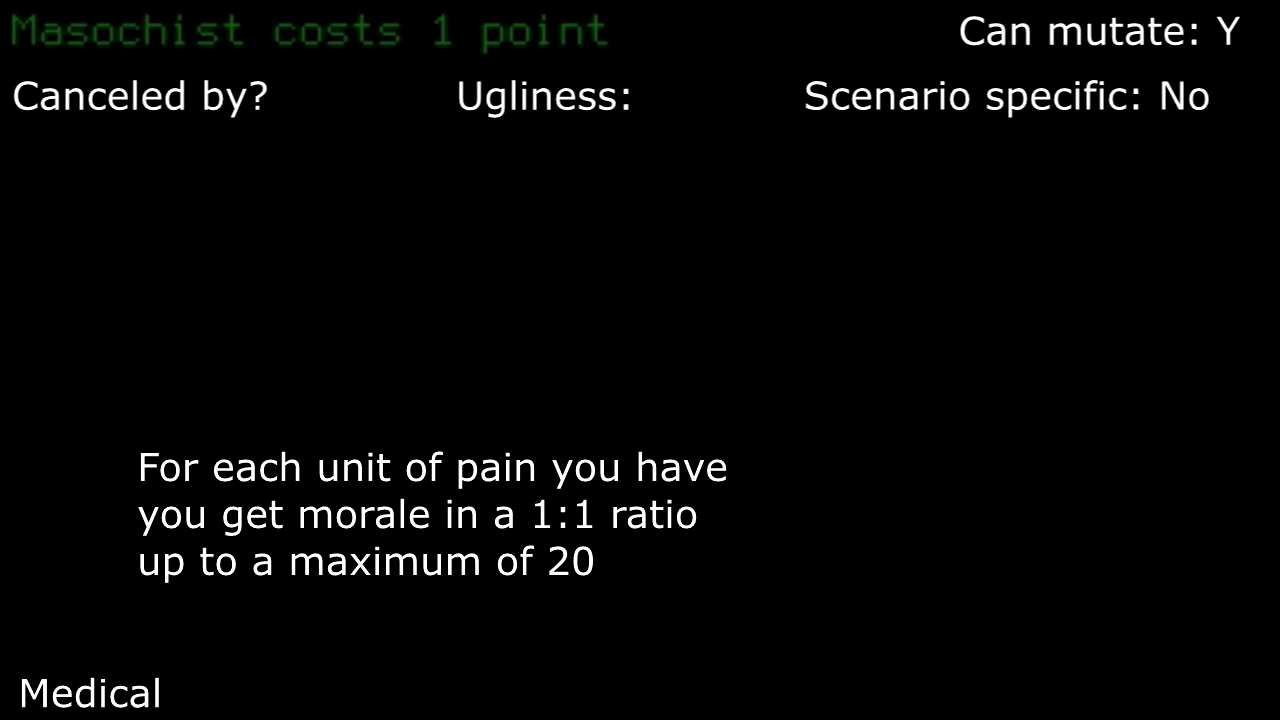 Masochist costs 1 point
Can mutate: Y
Canceled by?
Ugliness:
Scenario specific: No
For each unit of pain you have
you get morale in a 1:1 ratio
up to a maximum of 20
Medical